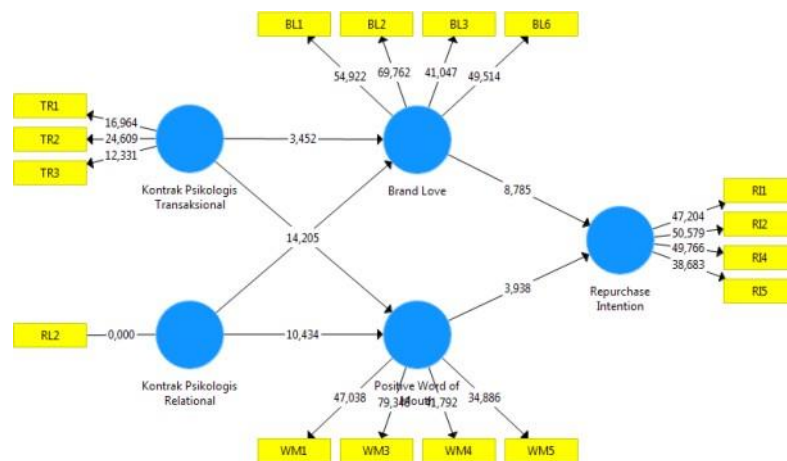 BL1
BL2
BL3
BL6
54,922
69,762
41,047
49,514
TR1
TR2
TR3
16,964
24,609
12,331
Kontrak Psikologis
Transaksional
3,452
Brand Love
8,785
14,205
RI1
RI2
RI4
RI5
47,204
50,579
49,766
38,683
Repurchase
Intention
3,938
RL2
0,000
Kontrak Psikologis
Relational
10,434
Positive Word of
Mouth
47,038
34,886
WM1
WM3
WM4
WM5